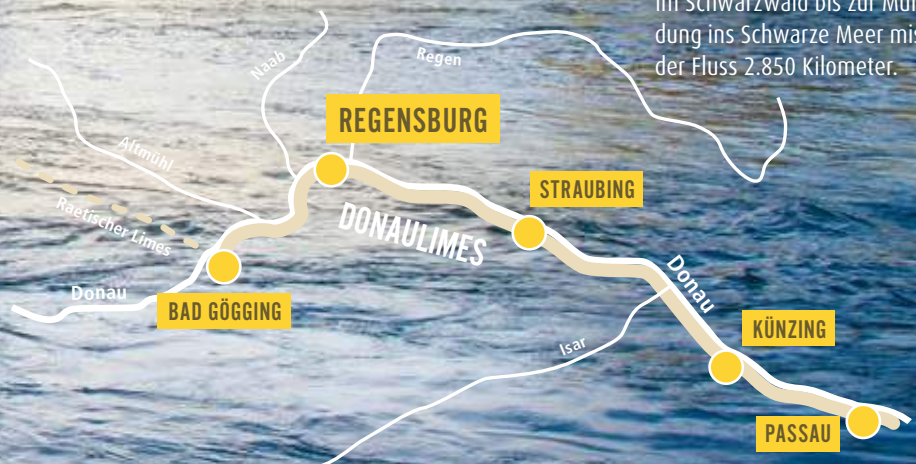 im Schwarzwald bis zur Mün-
dung ins Schwarze Meer
der Fluss 2.850 Kilometer.
Naab
Regen
REGENSBURG
Altmühl
STRAUBING
Raetischer Limes
DONAULIMES
Donau
Donau
BAD GÖGGING
KÜNZING
Isar
PASSAU